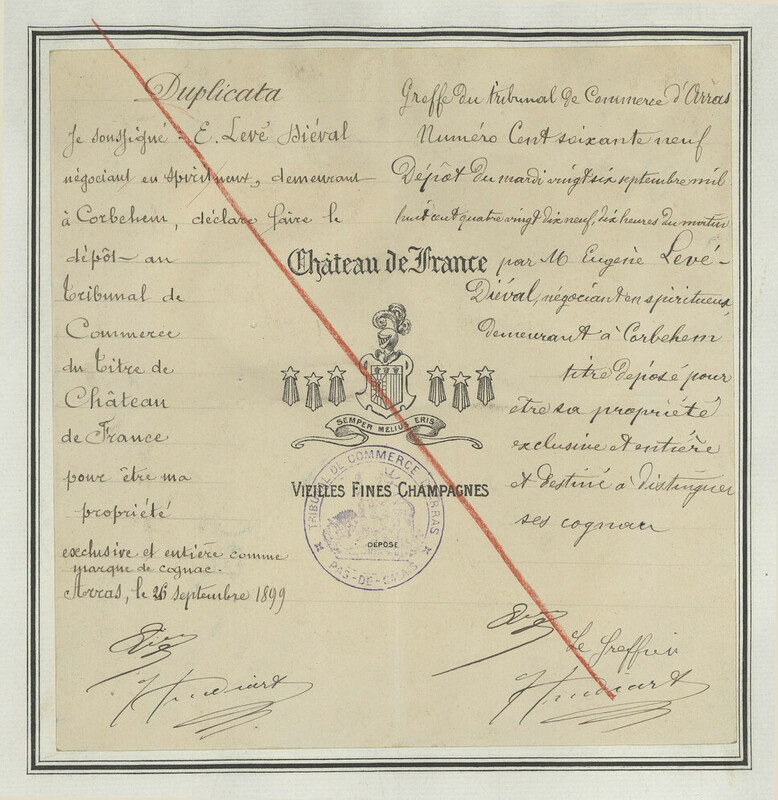 Duplicata
Je soussigné E. Levé Diéval
négociant en spiritueux, demeurant
à Corbehem, déclare faire le
dépôt au
Tribunal de
Commerce
du Titre de
Château
de France
pour être ma
propriété
exclusive et entière comme
marque de cognac.
Arras, le 26 septembre 1899
Greffe du tribunal de Commerce d'Arras
Numéro Cent soixante neuf
Dépôt du mardi vingt six septembre mil
huit cent quatre vingt dix neuf, dix heures du matin
par M Eugène Levé-
Diéval, négociant en spiritueux,
demeurant à Corbehem
titre déposé pour
être sa propriété
exclusive et entière
et destiné à distinguer
ses cognacs
Le Greffier
Château de France
SEMPER MELIUS ERIS
VIEILLES FINES CHAMPAGNES
TRIBUNAL DE COMMERCE D'ARRAS
DÉPOSÉ
PAS-DE-CALAIS